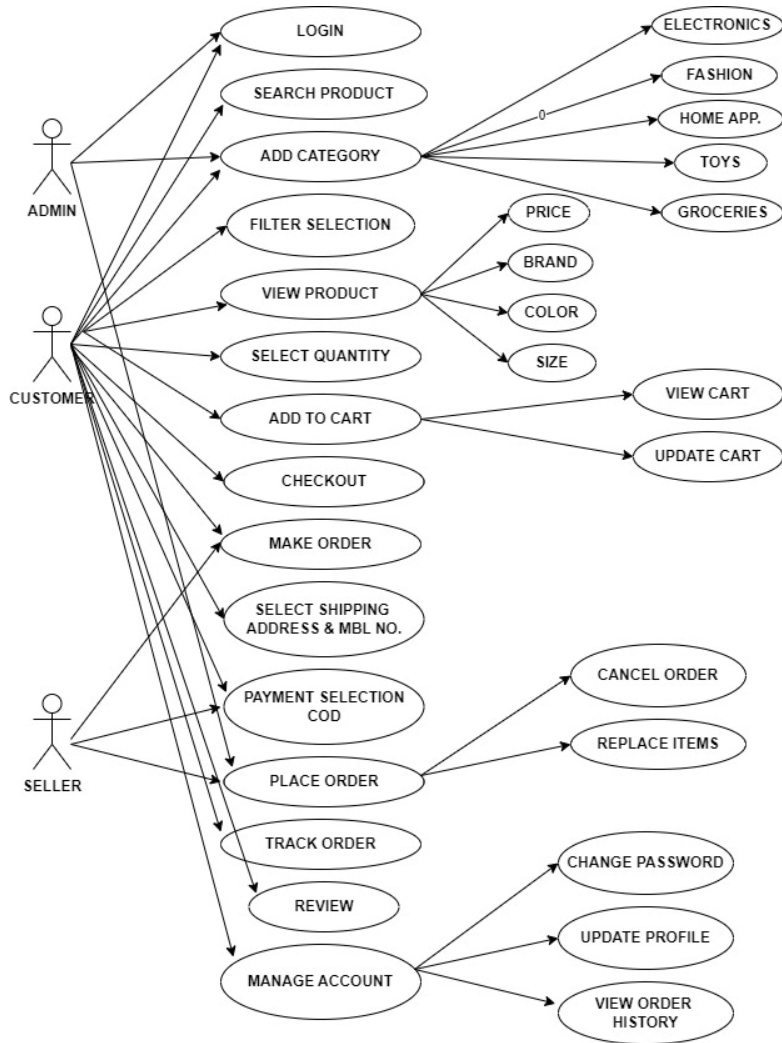 LOGIN
ELECTRONICS
SEARCH PRODUCT
FASHION
0
HOME APP.
ADD CATEGORY
TOYS
ADMIN
GROCERIES
FILTER SELECTION
PRICE
BRAND
VIEW PRODUCT
COLOR
SELECT QUANTITY
SIZE
CUSTOMER
VIEW CART
ADD TO CART
UPDATE CART
CHECKOUT
MAKE ORDER
SELECT SHIPPING
ADDRESS & MBL NO.
CANCEL ORDER
PAYMENT SELECTION
COD
REPLACE ITEMS
SELLER
PLACE ORDER
TRACK ORDER
CHANGE PASSWORD
REVIEW
UPDATE PROFILE
MANAGE ACCOUNT
VIEW ORDER
HISTORY